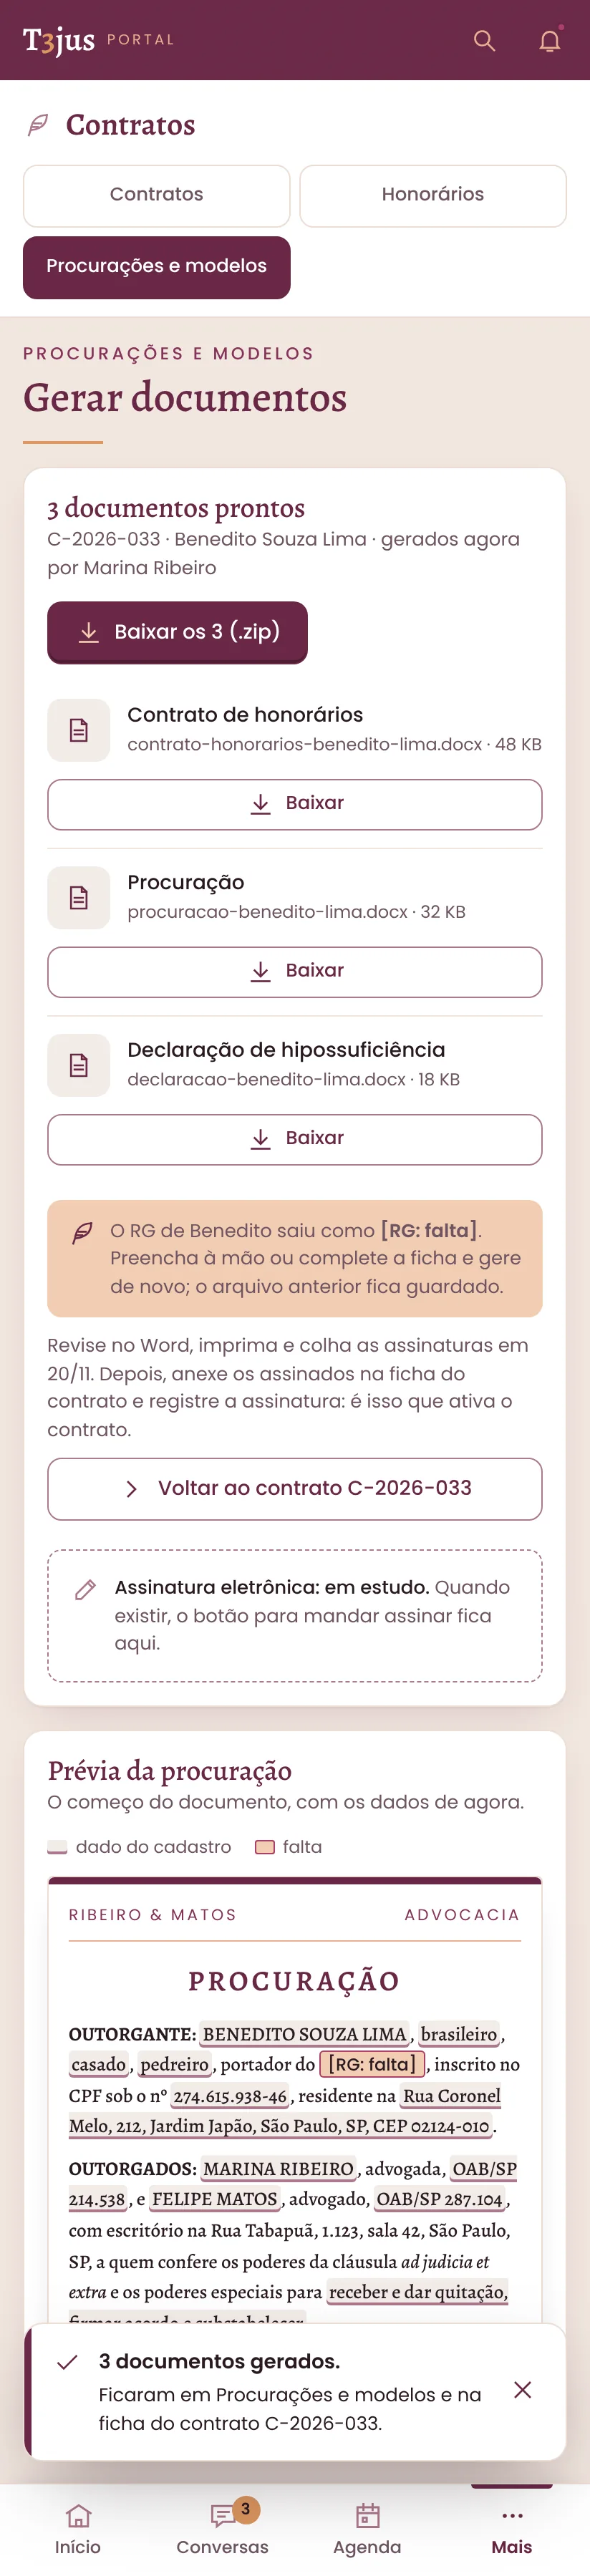 T3jus PORTAL
Contratos
Contratos
Honorários
Procurações e modelos
PROCURAÇÕES E MODELOS
Gerar documentos
3 documentos prontos
C-2026-033 · Benedito Souza Lima · gerados agora
por Marina Ribeiro
Baixar os 3 (.zip)
Contrato de honorários
contrato-honorarios-benedito-lima.docx · 48 KB
Baixar
Procuração
procuracao-benedito-lima.docx · 32 KB
Baixar
Declaração de hipossuficiência
declaracao-benedito-lima.docx · 18 KB
Baixar
O RG de Benedito saiu como [RG: falta].
Preencha à mão ou complete a ficha e gere
de novo; o arquivo anterior fica guardado.
Revise no Word, imprima e colha as assinaturas em
20/11. Depois, anexe os assinados na ficha do
contrato e registre a assinatura: é isso que ativa o
contrato.
Voltar ao contrato C-2026-033
Assinatura eletrônica: em estudo. Quando
existir, o botão para mandar assinar fica
aqui.
Prévia da procuração
O começo do documento, com os dados de agora.
dado do cadastro falta
RIBEIRO & MATOS ADVOCACIA
PROCURAÇÃO
OUTORGANTE: BENEDITO SOUZA LIMA, brasileiro,
casado, pedreiro, portador do [RG: falta], inscrito no
CPF sob o nº 274.615.938-46, residente na Rua Coronel
Melo, 212, Jardim Japão, São Paulo, SP, CEP 02124-010.
OUTORGADOS: MARINA RIBEIRO, advogada, OAB/SP
214.538, e FELIPE MATOS, advogado, OAB/SP 287.104,
com escritório na Rua Tabapuã, 1.123, sala 42, São Paulo,
SP, a quem confere os poderes da cláusula ad judicia et
extra e os poderes especiais para receber e dar quitação,
firmar acordo e substabelecer.
3 documentos gerados.
Ficaram em Procurações e modelos e na
ficha do contrato C-2026-033.
3
Início
Conversas
Agenda
Mais